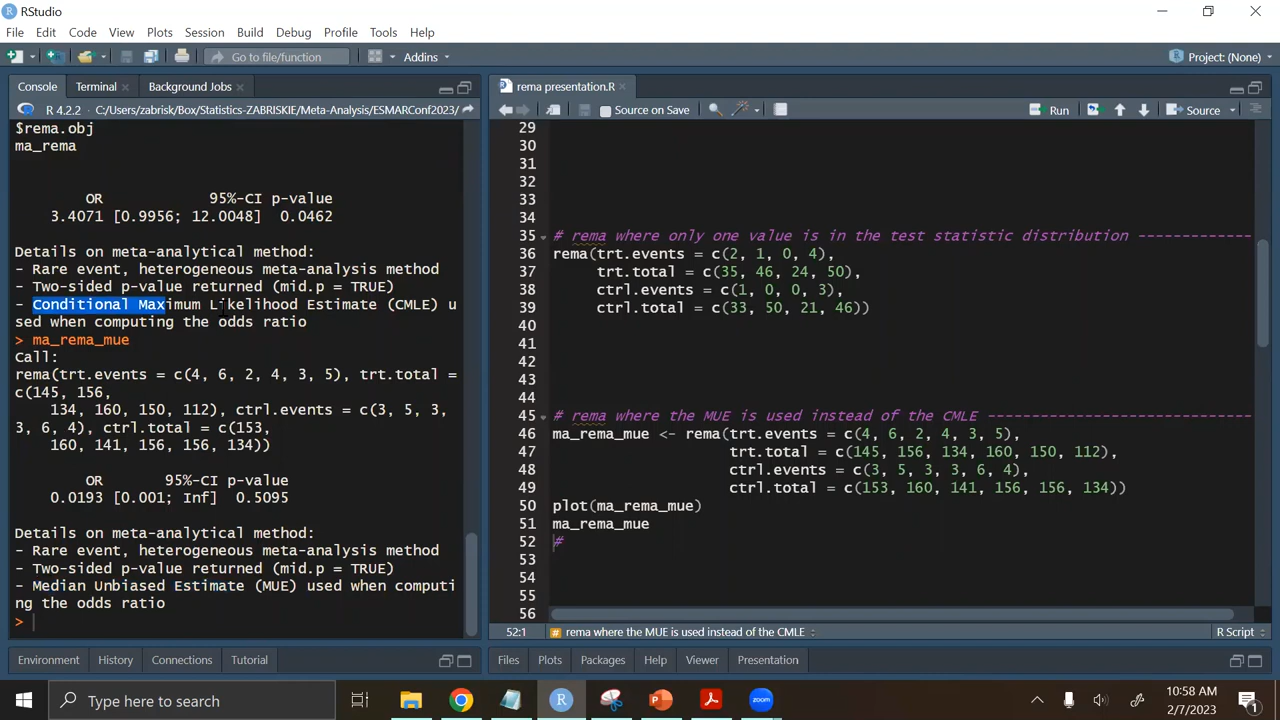 RStudio
File Edit Code View Plots Session Build Debug Profile Tools Help
Go to file/function Addins Project: (None)
Console Terminal Background Jobs
R 4.2.2 · C:/Users/zabrisk/Box/Statistics-ZABRISKIE/Meta-Analysis/ESMARConf2023/
$rema.obj
ma_rema
OR 95%-CI p-value
3.4071 [0.9956; 12.0048] 0.0462
Details on meta-analytical method:
- Rare event, heterogeneous meta-analysis method
- Two-sided p-value returned (mid.p = TRUE)
- Conditional Maximum Likelihood Estimate (CMLE) u
sed when computing the odds ratio
> ma_rema_mue
Call:
rema(trt.events = c(4, 6, 2, 4, 3, 5), trt.total =
c(145, 156,
134, 160, 150, 112), ctrl.events = c(3, 5, 3,
3, 6, 4), ctrl.total = c(153,
160, 141, 156, 156, 134))
OR 95%-CI p-value
0.0193 [0.001; Inf] 0.5095
Details on meta-analytical method:
- Rare event, heterogeneous meta-analysis method
- Two-sided p-value returned (mid.p = TRUE)
- Median Unbiased Estimate (MUE) used when computi
ng the odds ratio
>
Environment History Connections Tutorial
rema presentation.R
Source on Save Run Source
29
30
31
32
33
34
35 # rema where only one value is in the test statistic distribution -------------
36 rema(trt.events = c(2, 1, 0, 4),
37 trt.total = c(35, 46, 24, 50),
38 ctrl.events = c(1, 0, 0, 3),
39 ctrl.total = c(33, 50, 21, 46))
40
41
42
43
44
45 # rema where the MUE is used instead of the CMLE ------------------------------
46 ma_rema_mue <- rema(trt.events = c(4, 6, 2, 4, 3, 5),
47 trt.total = c(145, 156, 134, 160, 150, 112),
48 ctrl.events = c(3, 5, 3, 3, 6, 4),
49 ctrl.total = c(153, 160, 141, 156, 156, 134))
50 plot(ma_rema_mue)
51 ma_rema_mue
52 #
53
54
55
56
52:1 # rema where the MUE is used instead of the CMLE R Script
Files Plots Packages Help Viewer Presentation
Type here to search
10:58 AM
2/7/2023
1